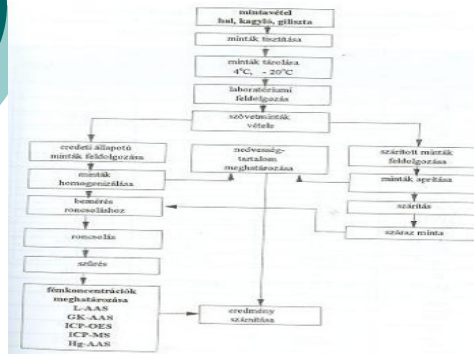 mintavétel
hal, kagyló, giliszta
minták tisztítása
minták tárolása
4°C, - 20°C
laboratóriumi
feldolgozás
szövetminták
vétele
eredeti állapotú
minták feldolgozása
minták
homogenizálása
bemérés
roncsoláshoz
roncsolás
szűrés
fémkoncentrációk
meghatározása
L-AAS
GK-AAS
ICP-OES
ICP-MS
Hg-AAS
nedvesség-
tartalom
meghatározása
szárított minták
feldolgozása
minták aprítása
szárítás
száraz minta
eredmény
számítása